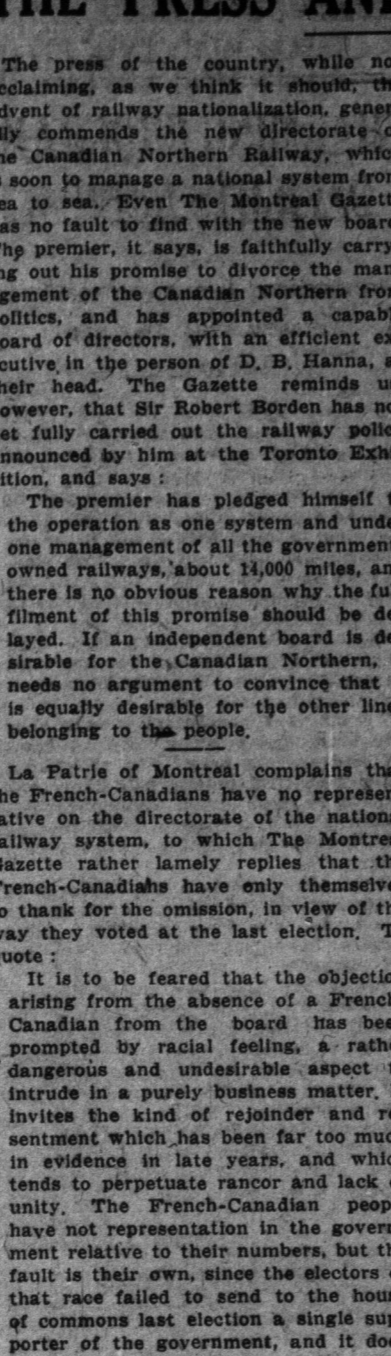 THE PRESS AND
The press of the country, while no
cclaiming, as we think it should, th
dvent of railway nationalization, gener
lly commends the new directorate o
he Canadian Northern Railway, whic
s soon to manage a national system fro
ea to sea. Even The Montreal Gazett
as no fault to find with the new boar
he premier, it says, is faithfully carry
ng out his promise to divorce the man
gement of the Canadian Northern fro
olitics, and has appointed a capab
oard of directors, with an efficient ex
cutive in the person of D. B. Hanna, a
heir head. The Gazette reminds u
owever, that Sir Robert Borden has no
et fully carried out the railway polic
nnounced by him at the Toronto Exhi
ition, and says :
The premier has pledged himself t
the operation as one system and unde
one management of all the government
owned railways, about 14,000 miles, an
there is no obvious reason why the ful
filment of this promise should be de
layed. If an independent board is de
sirable for the Canadian Northern, i
needs no argument to convince that i
is equally desirable for the other line
belonging to the people.
La Patrie of Montreal complains tha
he French-Canadians have no represen
ative on the directorate of the nationa
ailway system, to which The Montrea
Gazette rather lamely replies that th
French-Canadians have only themselve
o thank for the omission, in view of th
way they voted at the last election. T
uote :
It is to be feared that the objectio
arising from the absence of a French
Canadian from the board has bee
prompted by racial feeling, a rathe
dangerous and undesirable aspect t
intrude in a purely business matter. I
invites the kind of rejoinder and re
sentment which has been far too muc
in evidence in late years, and whic
tends to perpetuate rancor and lack o
unity. The French-Canadian peop
have not representation in the govern
ment relative to their numbers, but th
fault is their own, since the electors o
that race failed to send to the hous
of commons last election a single sup
porter of the government, and it doe